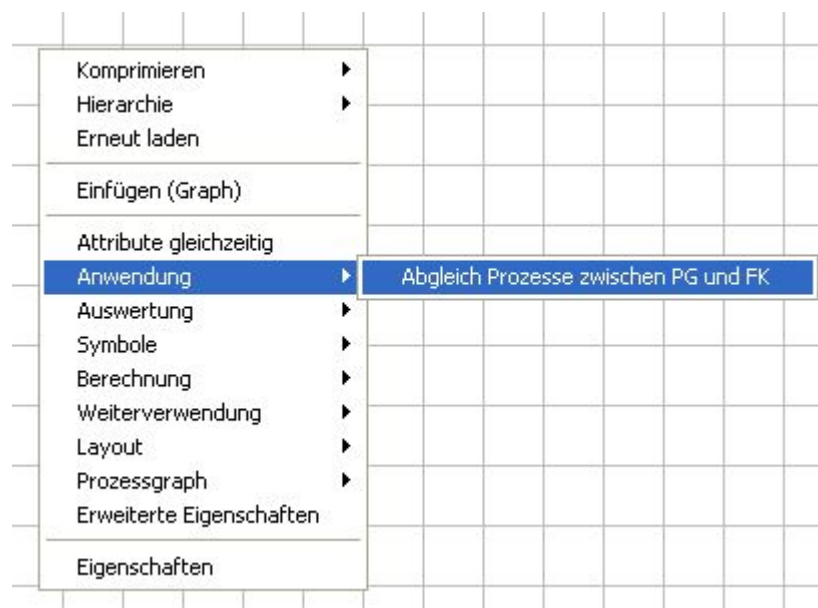 Komprimieren
Hierarchie
Erneut laden
Einfügen (Graph)
Attribute gleichzeitig
Anwendung
Abgleich Prozesse zwischen PG und FK
Auswertung
Symbole
Berechnung
Weiterverwendung
Layout
Prozessgraph
Erweiterte Eigenschaften
Eigenschaften